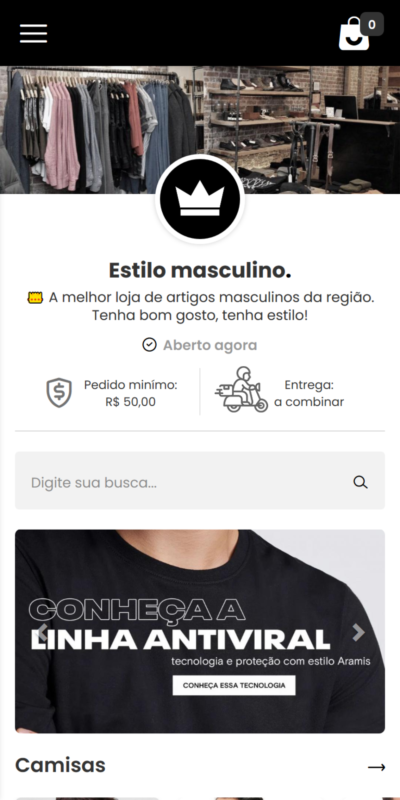 0
Estilo masculino.
A melhor loja de artigos masculinos da região.
Tenha bom gosto, tenha estilo!
Aberto agora
Pedido minímo:
R$ 50,00
Entrega:
a combinar
Digite sua busca...
CONHEÇA A
LINHA ANTIVIRAL
tecnologia e proteção com estilo Aramis
CONHEÇA ESSA TECNOLOGIA
Camisas